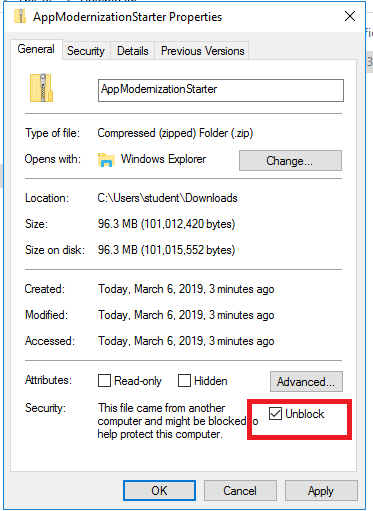 AppModernizationStarter Properties
General Security Details Previous Versions
AppModernizationStarter
Type of file: Compressed (zipped) Folder (.zip)
Opens with: Windows Explorer Change...
Location: C:\Users\student\Downloads
Size: 96.3 MB (101,012,420 bytes)
Size on disk: 96.3 MB (101,015,552 bytes)
Created: Today, March 6, 2019, 3 minutes ago
Modified: Today, March 6, 2019, 3 minutes ago
Accessed: Today, March 6, 2019, 3 minutes ago
Attributes: Read-only Hidden Advanced...
Security: This file came from another Unblock
computer and might be blocked to
help protect this computer.
OK Cancel Apply